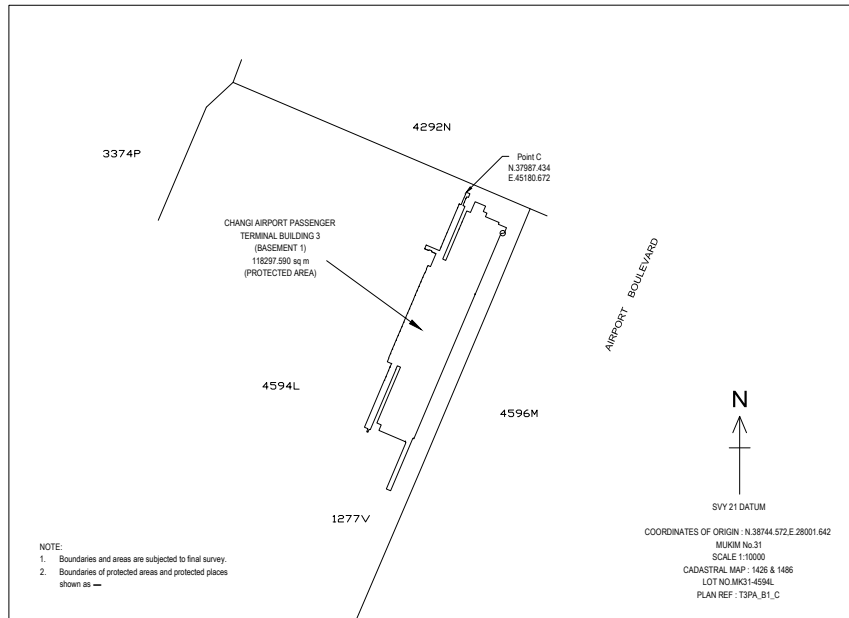 4292N
3374P
Point C
N.37987.434
E.45180.672
CHANGI AIRPORT PASSENGER
TERMINAL BUILDING 3
(BASEMENT 1)
118297.590 sq m
(PROTECTED AREA)
AIRPORT BOULEVARD
4594L
4596M
N
1277V
SVY 21 DATUM
COORDINATES OF ORIGIN : N.38744.572,E.28001.642
MUKIM No.31
SCALE 1:10000
CADASTRAL MAP : 1426 & 1486
LOT NO.MK31-4594L
PLAN REF : T3PA_B1_C
NOTE:
1. Boundaries and areas are subjected to final survey.
2. Boundaries of protected areas and protected places
shown as —